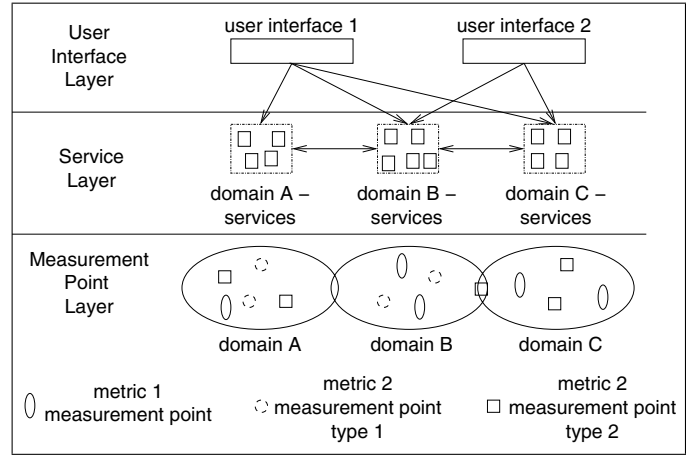 User
Interface
Layer
user interface 1
user interface 2
Service
Layer
domain A –
services
domain B –
services
domain C –
services
Measurement
Point
Layer
domain A
domain B
domain C
metric 1
measurement point
metric 2
measurement point
type 1
metric 2
measurement point
type 2